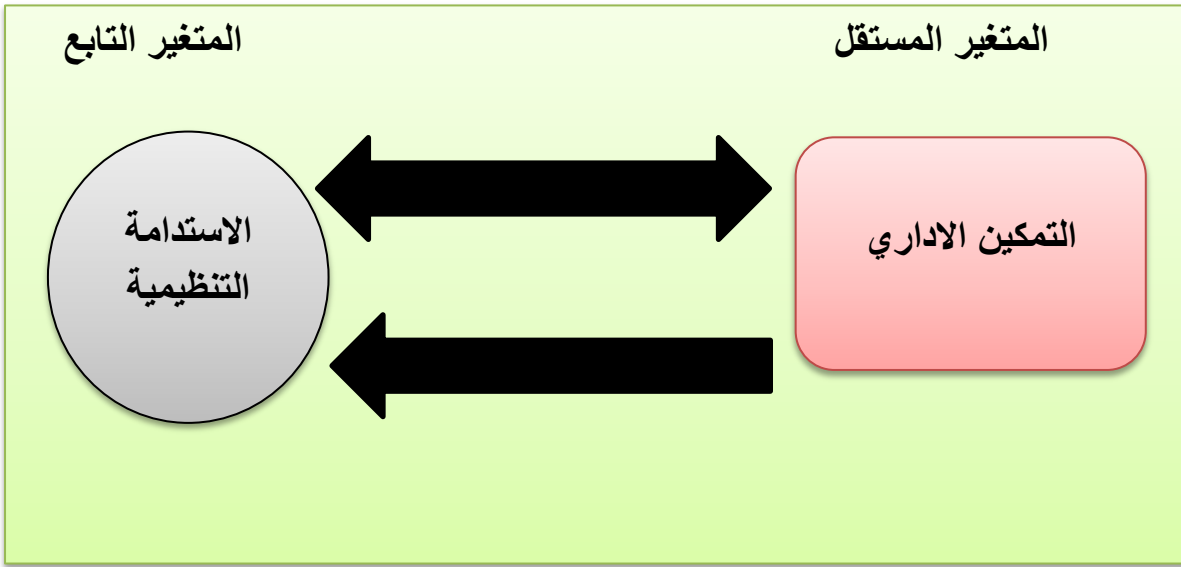 المتغير المستقل
المتغير التابع
التمكين الاداري
الاستدامة
التنظيمية